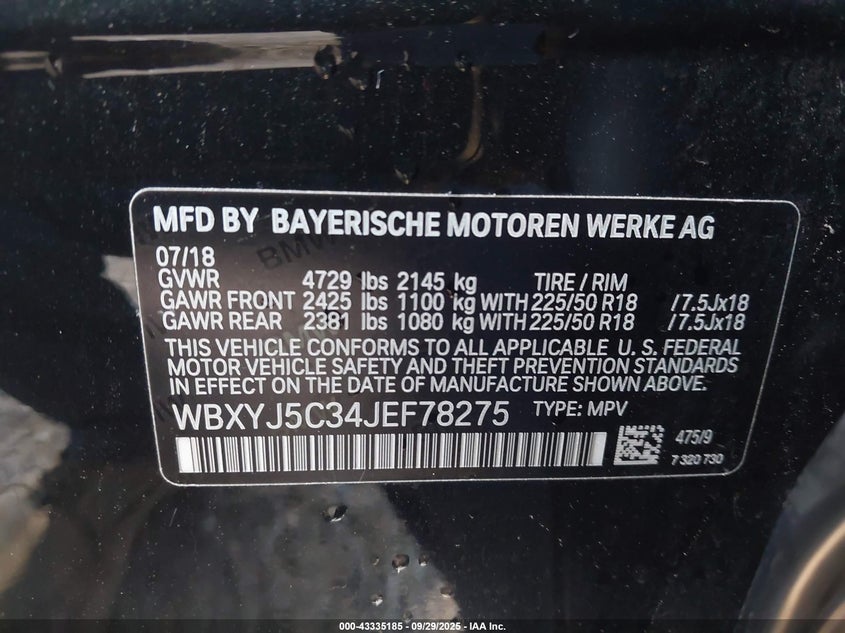 MFD BY BAYERISCHE MOTOREN WERKE AG
07/18
GVWR 4729 lbs 2145 kg TIRE / RIM
GAWR FRONT 2425 lbs 1100 kg WITH 225/50 R18 / 7.5Jx18
GAWR REAR 2381 lbs 1080 kg WITH 225/50 R18 / 7.5Jx18
THIS VEHICLE CONFORMS TO ALL APPLICABLE U. S. FEDERAL
MOTOR VEHICLE SAFETY AND THEFT PREVENTION STANDARDS
IN EFFECT ON THE DATE OF MANUFACTURE SHOWN ABOVE.
WBXYJ5C34JEF78275 TYPE: MPV
475/9
7 320 730
000-43335185 - 09/29/2025 - IAA Inc.